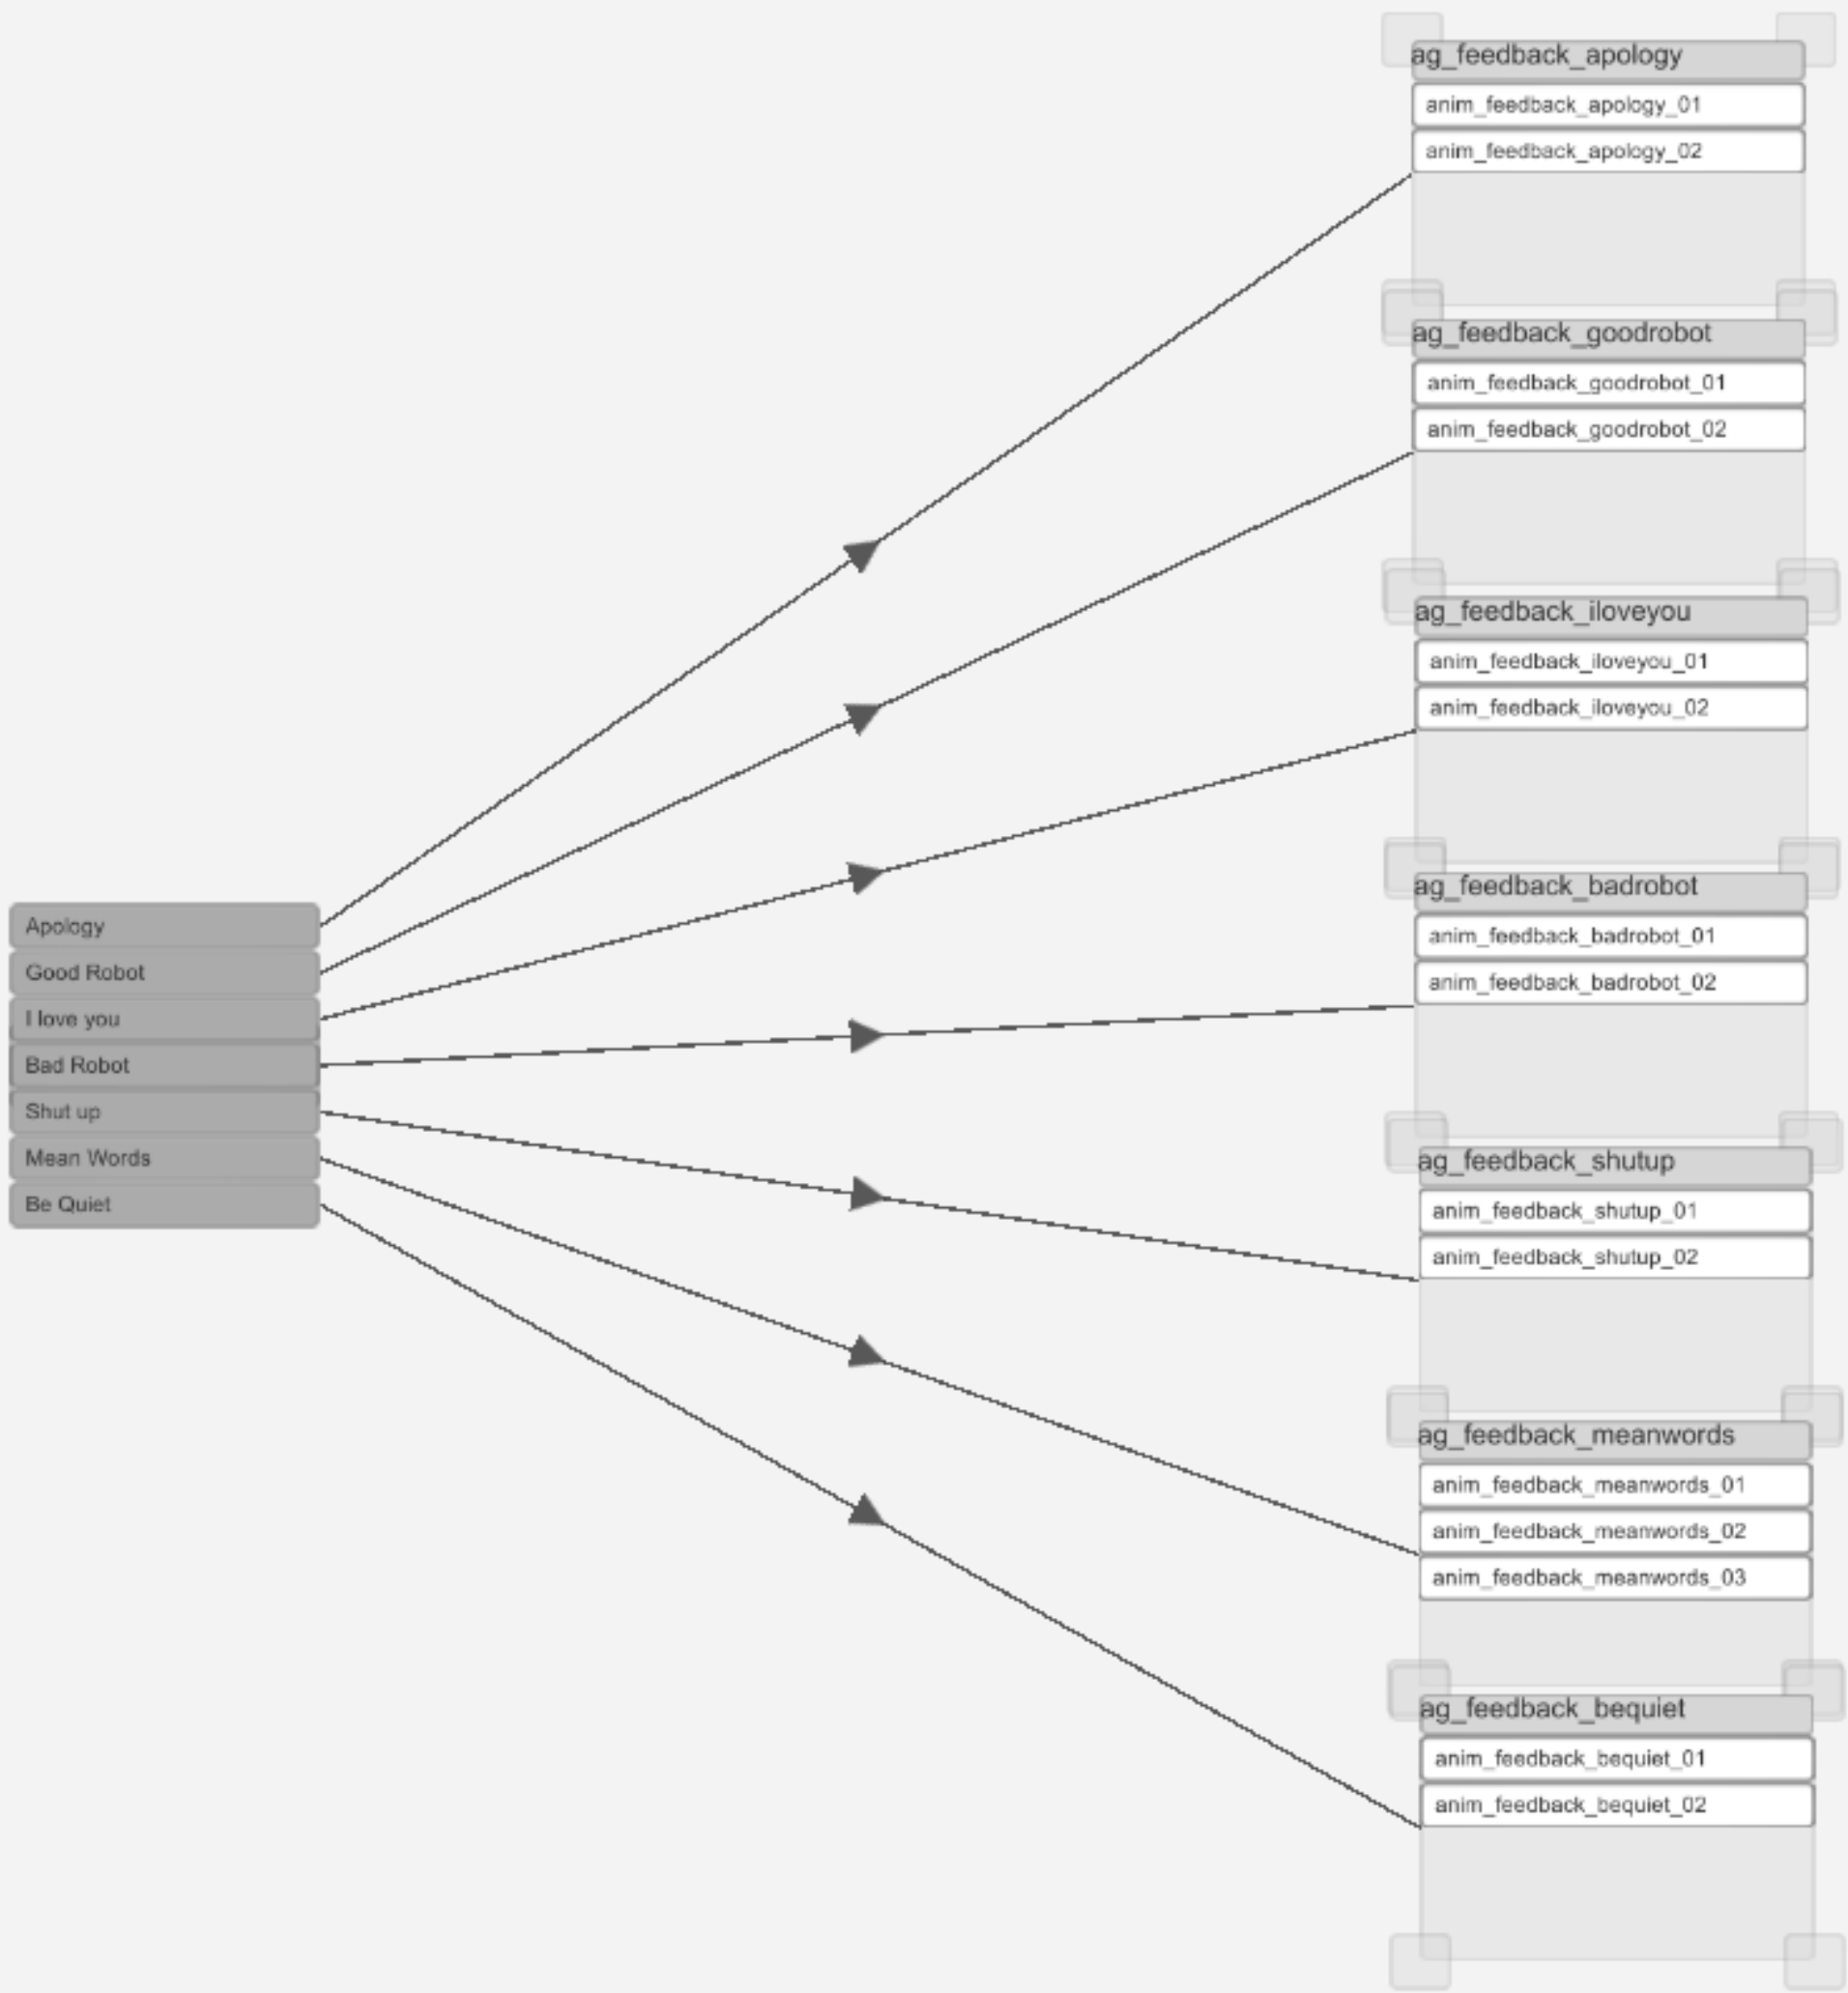 ag_feedback_apology
anim_feedback_apology_01
anim_feedback_apology_02
ag_feedback_goodrobot
anim_feedback_goodrobot_01
anim_feedback_goodrobot_02
ag_feedback_iloveyou
anim_feedback_iloveyou_01
anim_feedback_iloveyou_02
ag_feedback_badrobot
anim_feedback_badrobot_01
anim_feedback_badrobot_02
ag_feedback_shutup
anim_feedback_shutup_01
anim_feedback_shutup_02
ag_feedback_meanwords
anim_feedback_meanwords_01
anim_feedback_meanwords_02
anim_feedback_meanwords_03
ag_feedback_bequiet
anim_feedback_bequiet_01
anim_feedback_bequiet_02
Apology
Good Robot
I love you
Bad Robot
Shut up
Mean Words
Be Quiet